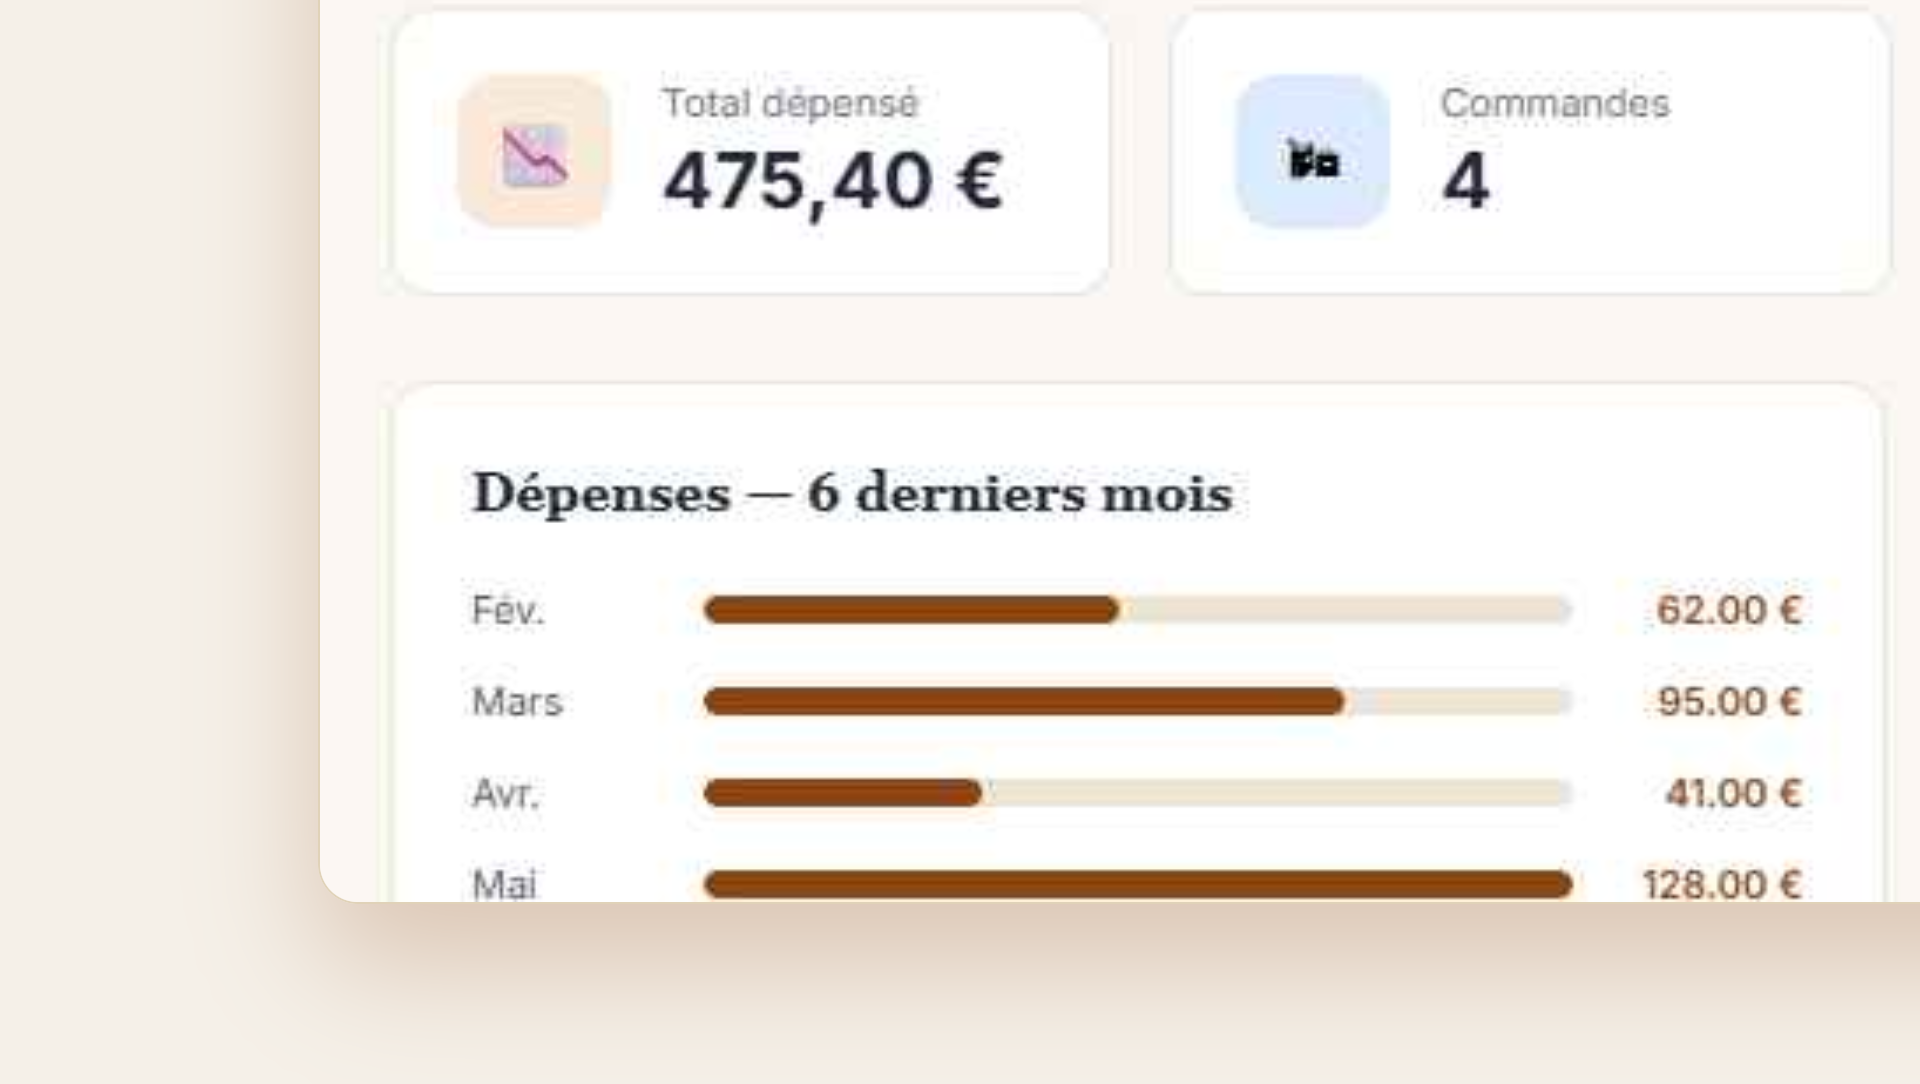 Total dépensé
475,40 €
Commandes
4
Dépenses — 6 derniers mois
Fév.
62.00 €
Mars
95.00 €
Avr.
41.00 €
Mai
128.00 €